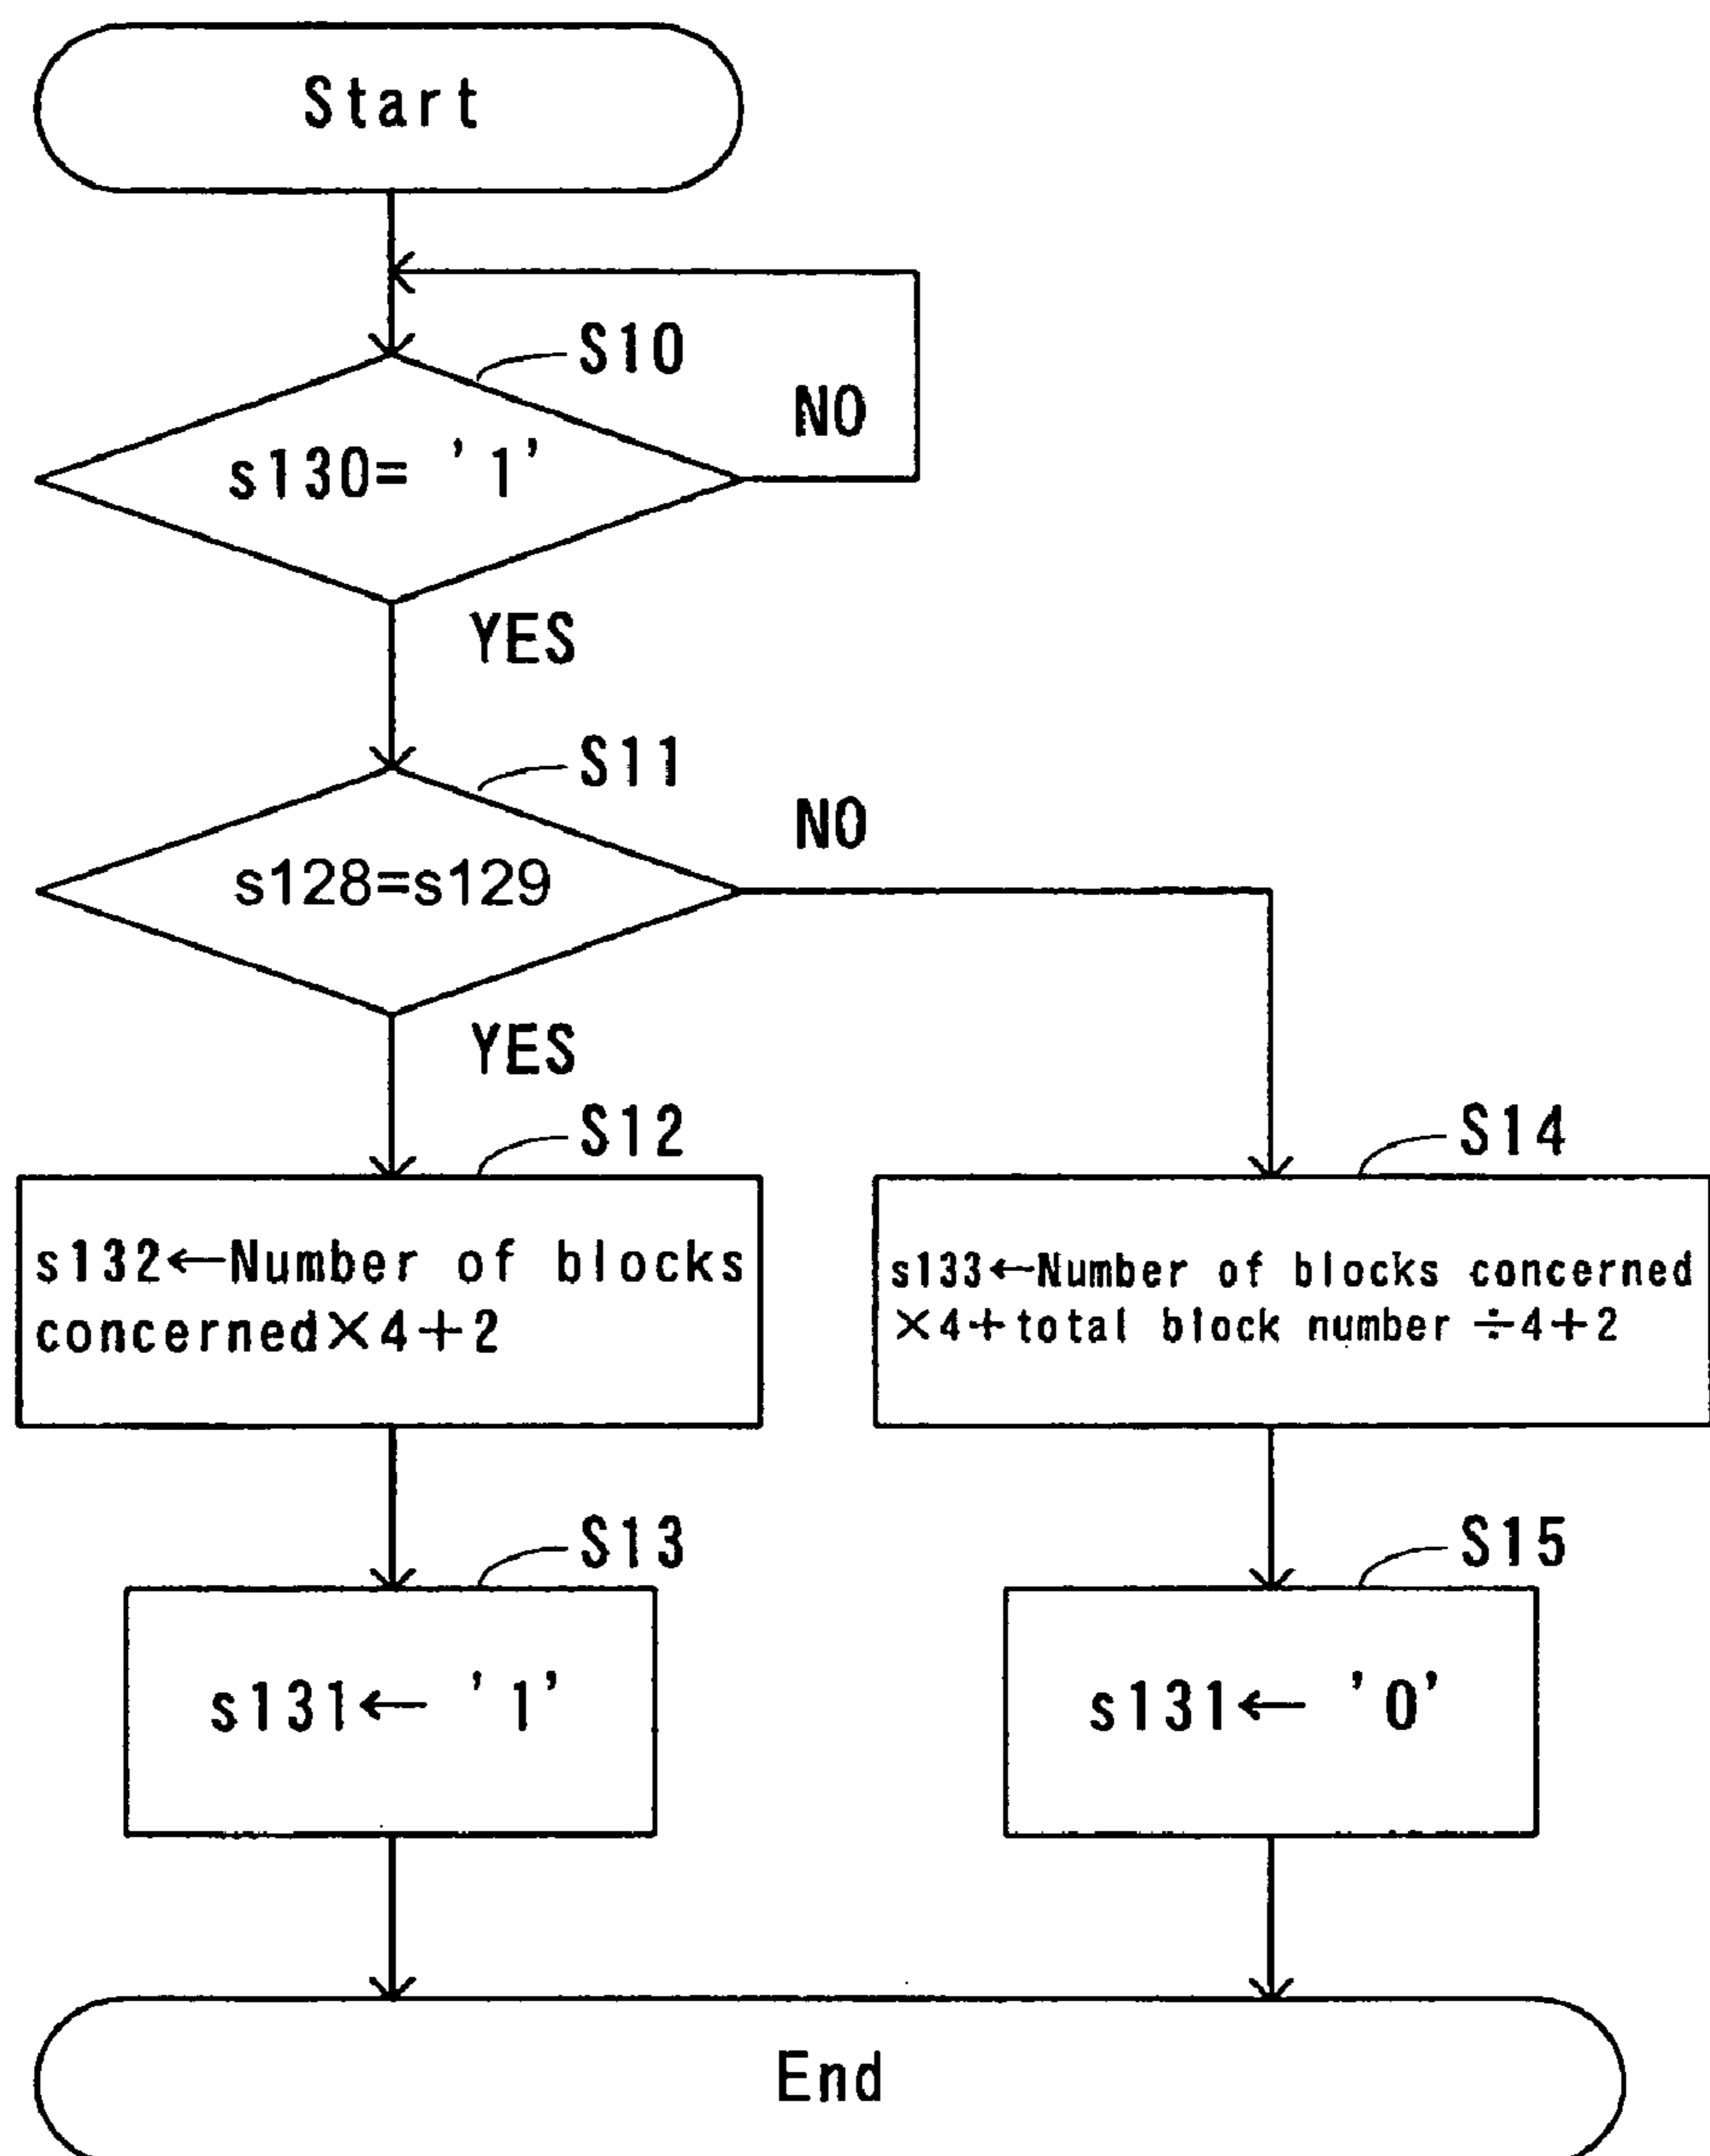 Start
S10
NO
s130= '1'
YES
S11
NO
s128=s129
YES
S12
s132←Number of blocks
concerned×4+2
S14
s133←Number of blocks concerned
×4+total block number ÷4+2
S13
s131← '1'
S15
s131← '0'
End